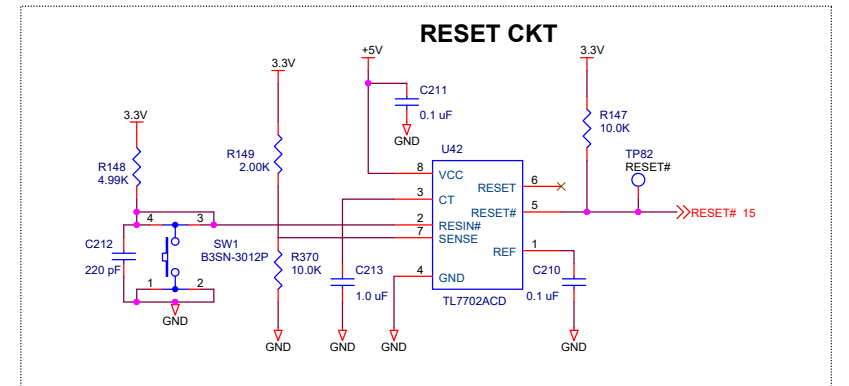 RESET CKT
+5V
3.3V
3.3V
3.3V
C211
0.1 uF
GND
R147
10.0K
R149
2.00K
R148
4.99K
U42
TP82
RESET#
8
VCC
RESET
6
3
CT
RESET#
5
RESET# 15
4
3
2
RESIN#
7
SENSE
C212
220 pF
SW1
B3SN-3012P
R370
10.0K
REF
1
1
2
C213
1.0 uF
4
GND
C210
0.1 uF
TL7702ACD
GND
GND
GND
GND
GND